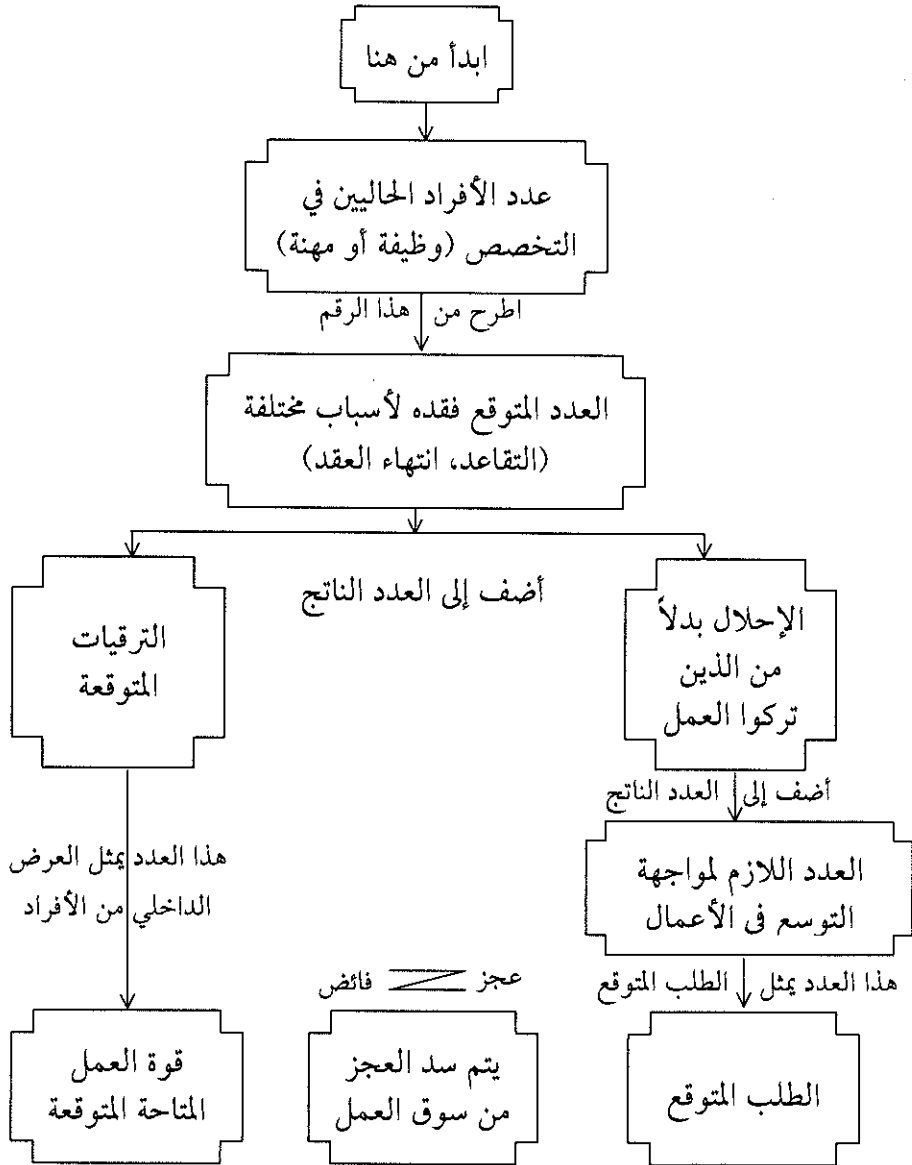 ابدأ من هنا
عدد الأفراد الحاليين في
التخصص (وظيفة أو مهنة)
اطرح من هذا الرقم
العدد المتوقع فقده لأسباب مختلفة
(التقاعد، انتهاء العقد)
أضف إلى العدد الناتج
الإحلال بدلاً
من الذين
تركوا العمل
أضف إلى العدد الناتج
العدد اللازم لمواجهة
التوسع في الأعمال
هذا العدد يمثل الطلب المتوقع
الطلب المتوقع
الترقيات
المتوقعة
هذا العدد يمثل العرض
الداخلي من الأفراد
قوة العمل
المتاحة المتوقعة
عجز فائض
يتم سد العجز
من سوق العمل